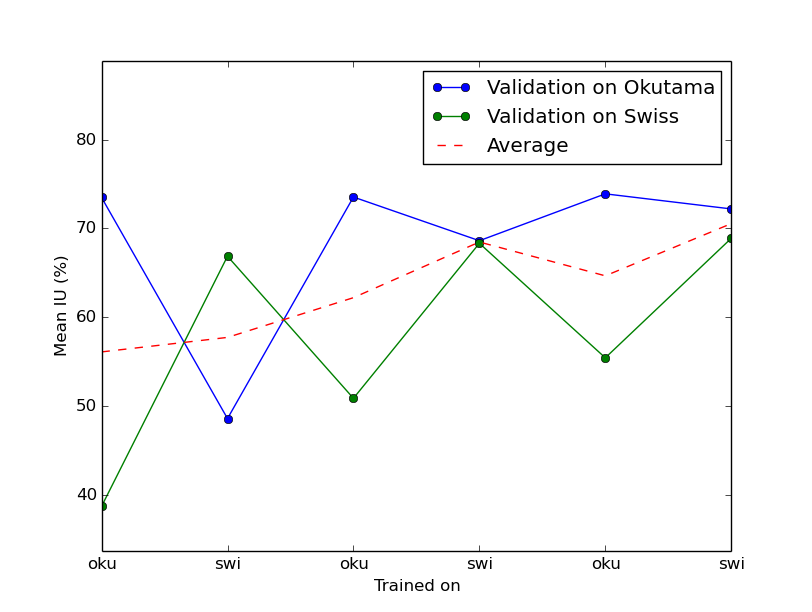 Validation on Okutama
Validation on Swiss
Average
80
70
60
50
40
Mean IU (%)
oku swi oku swi oku swi
Trained on